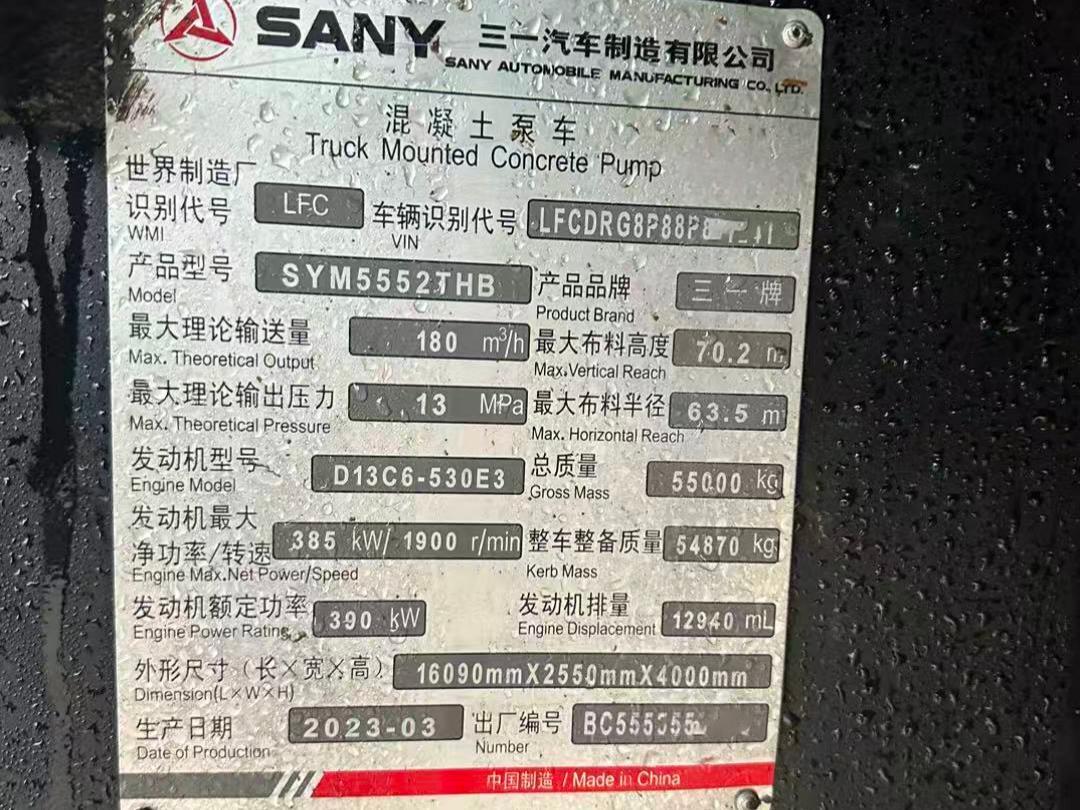 SANY 三一汽车制造有限公司
SANY AUTOMOBILE MANUFACTURING CO., LTD.
混凝土泵车
Truck Mounted Concrete Pump
世界制造厂
识别代号 LFC 车辆识别代号
WMI VIN
产品型号 SYM5552THB 产品品牌 三一牌
Model Product Brand
最大理论输送量 180 m³/h 最大布料高度 70.2 m
Max. Theoretical Output Max.Vertical Reach
最大理论输出压力 13 MPa 最大布料半径 63.5 m
Max. Theoretical Pressure Max. Horizontal Reach
发动机型号 D13C6-530E3 总质量 55000 kg
Engine Model Gross Mass
发动机最大
净功率/转速 385 kW/ 1900 r/min 整车整备质量 54870 kg
Engine Max.Net Power/Speed Kerb Mass
发动机额定功率 390 kW 发动机排量 12940 mL
Engine Power Rating Engine Displacement
外形尺寸（长×宽×高） 16090mmX2550mmX4000mm
Dimension(L×W×H)
生产日期 2023-03 出厂编号
Date of Production Number
中国制造 / Made in China